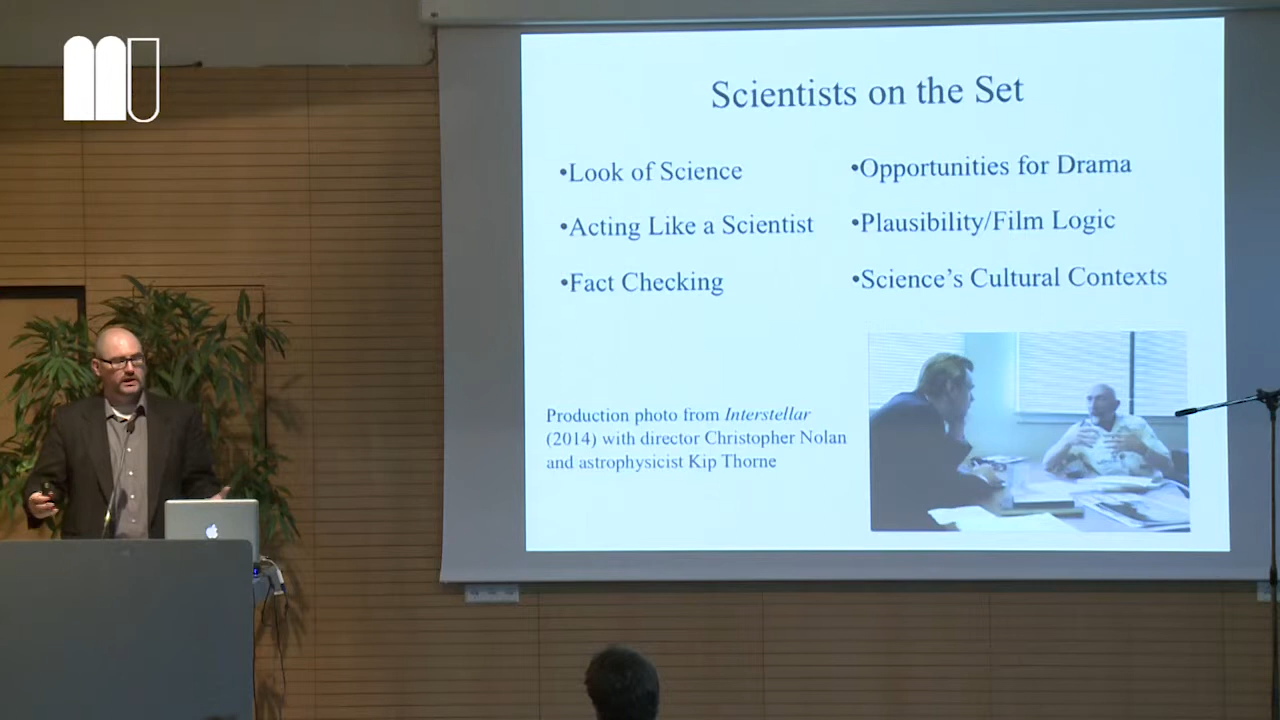 MU
Scientists on the Set
•Look of Science
•Acting Like a Scientist
•Fact Checking
•Opportunities for Drama
•Plausibility/Film Logic
•Science's Cultural Contexts
Production photo from Interstellar
(2014) with director Christopher Nolan
and astrophysicist Kip Thorne